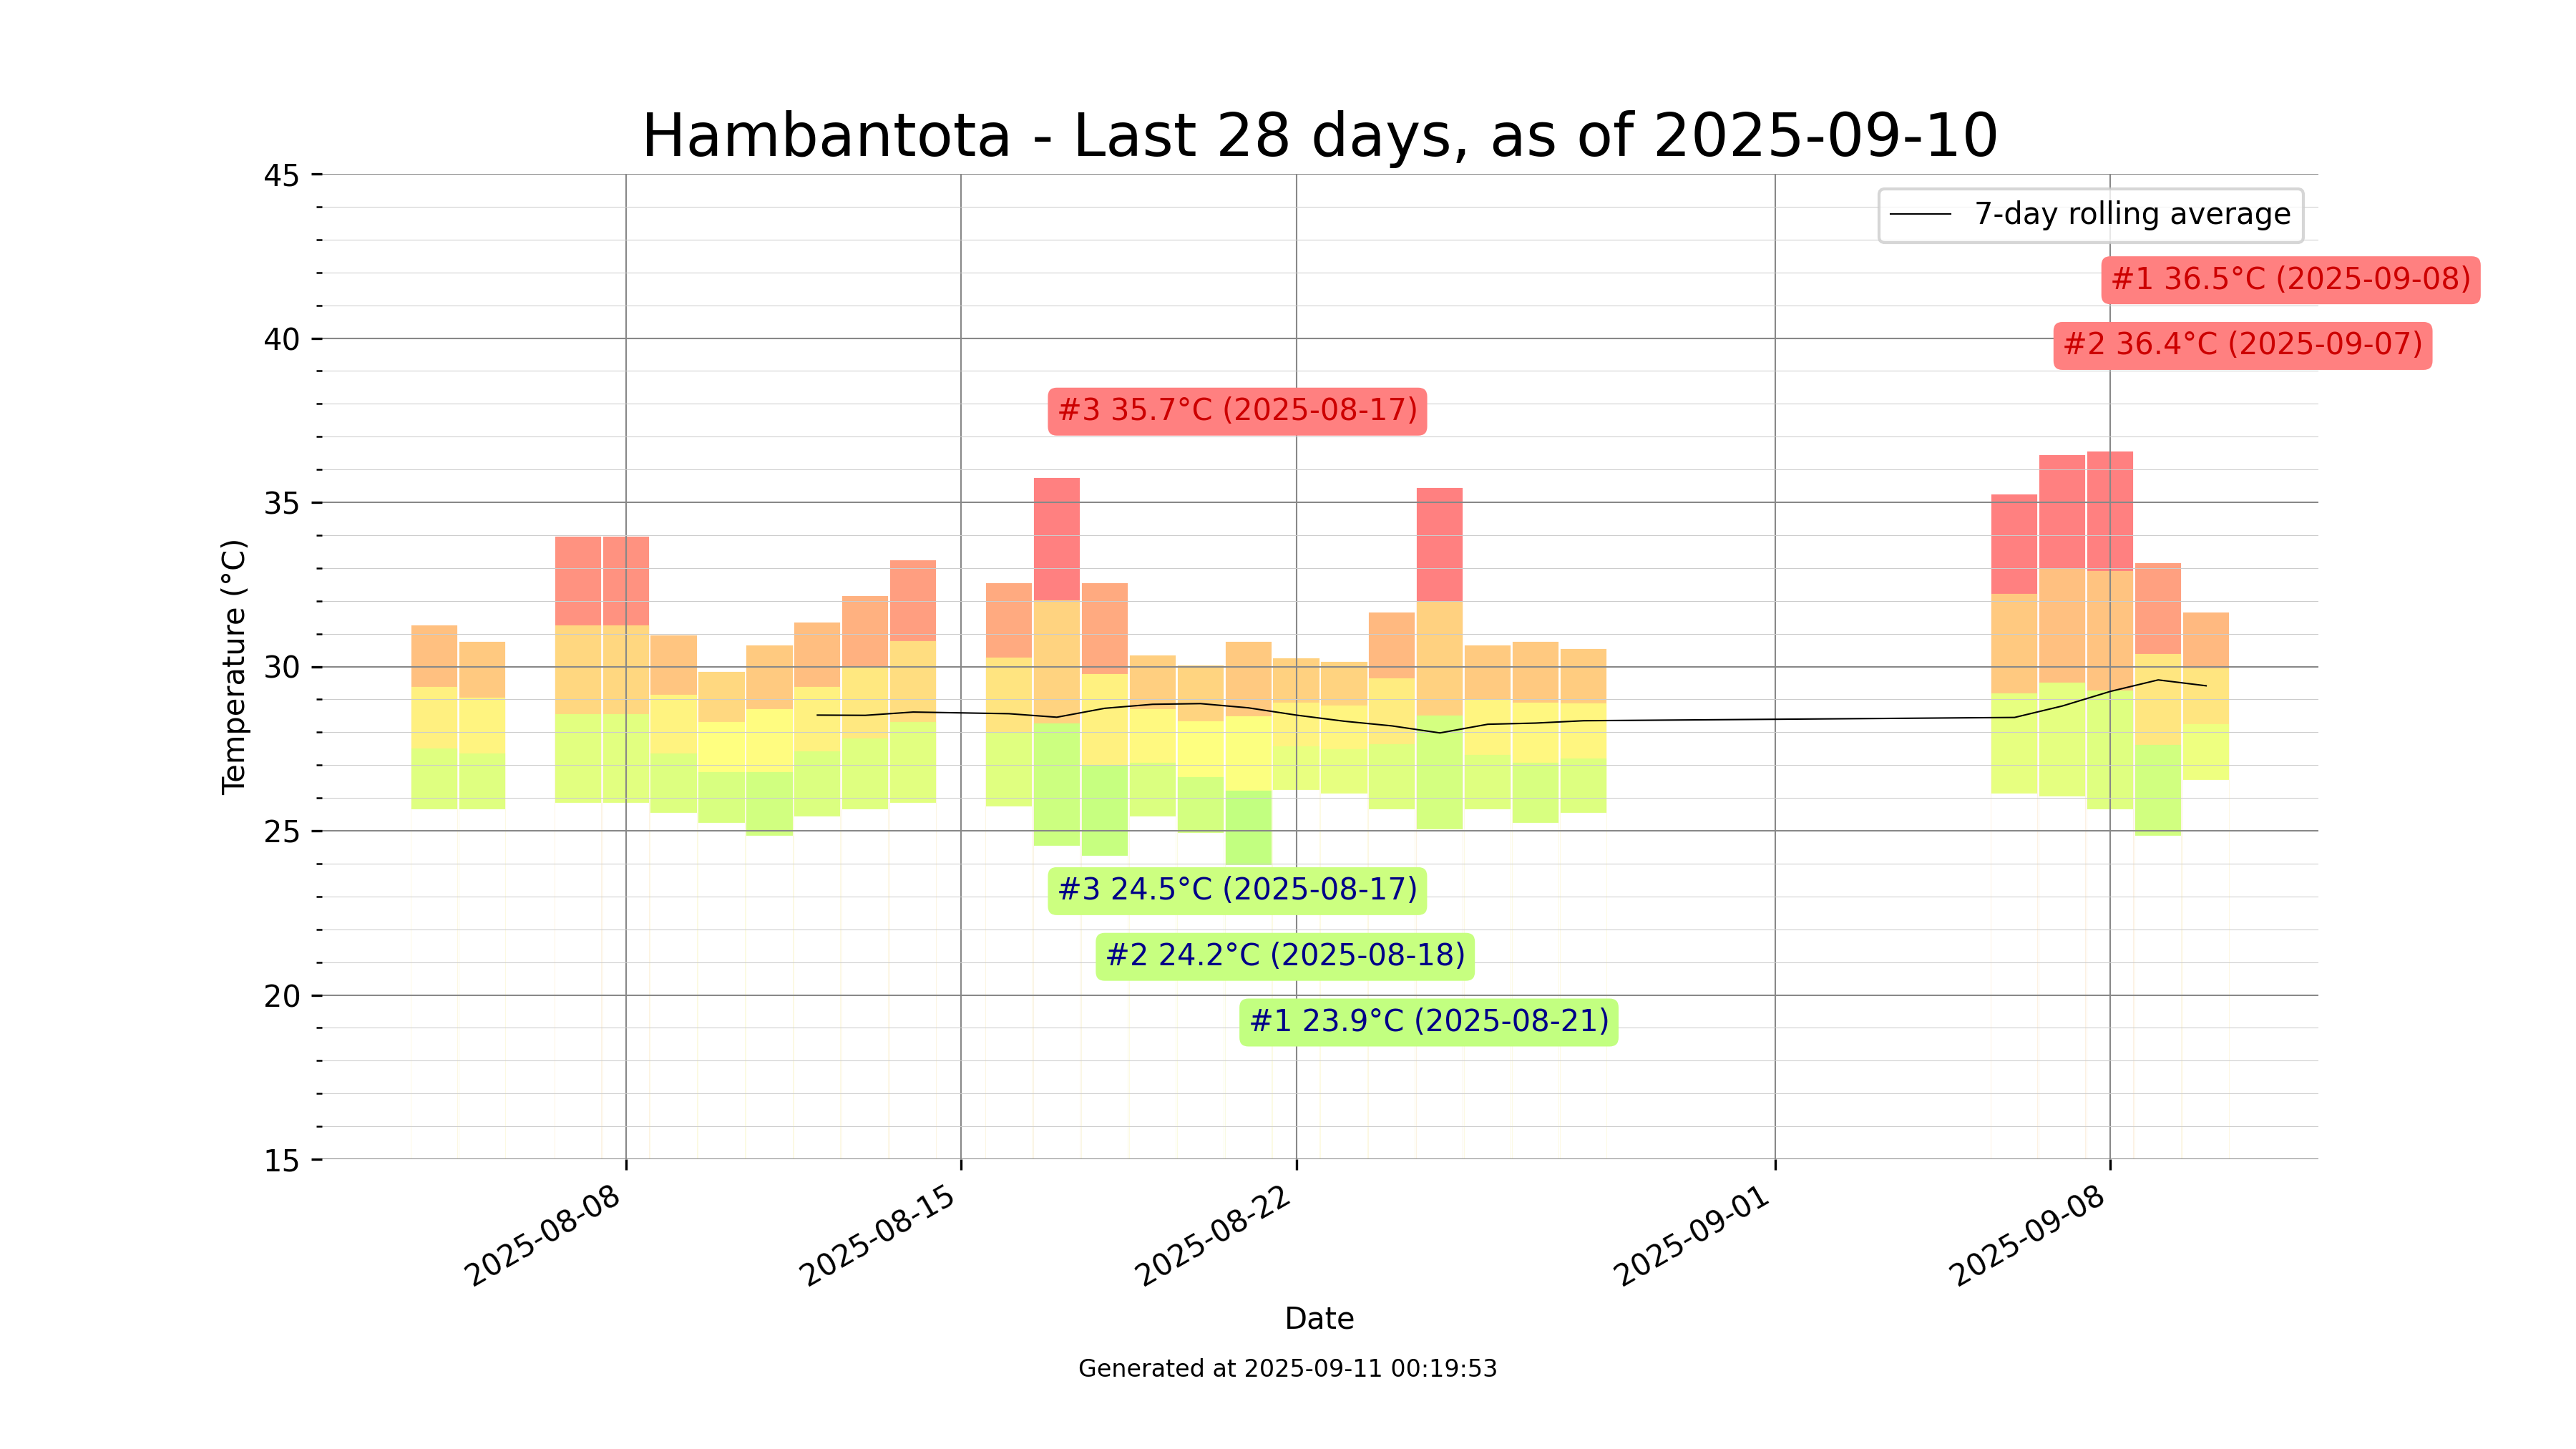 Hambantota - Last 28 days, as of 2025-09-10
45
40
35
30
25
20
15
Temperature (°C)
7-day rolling average
#1 36.5°C (2025-09-08)
#2 36.4°C (2025-09-07)
#3 35.7°C (2025-08-17)
#3 24.5°C (2025-08-17)
#2 24.2°C (2025-08-18)
#1 23.9°C (2025-08-21)
2025-08-08
2025-08-15
2025-08-22
2025-09-01
2025-09-08
Date
Generated at 2025-09-11 00:19:53